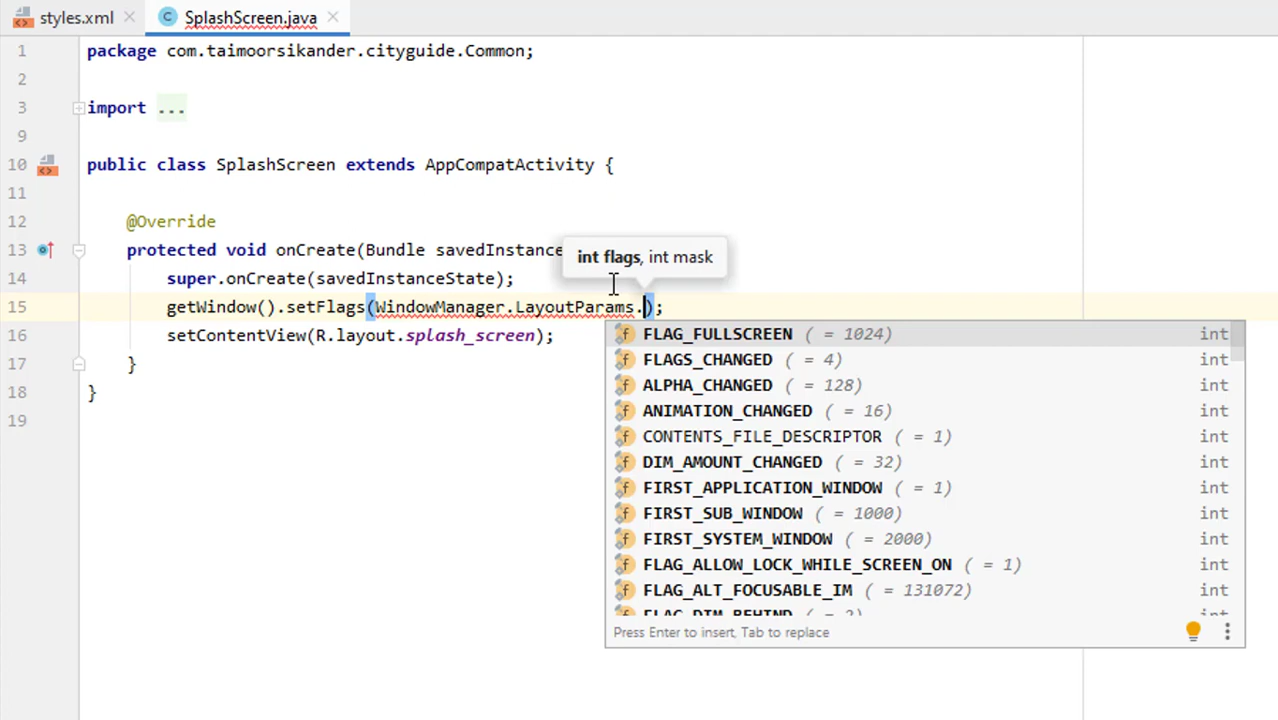 styles.xml SplashScreen.java
1 package com.taimoorsikander.cityguide.Common;
2
3 import ...
9
10 public class SplashScreen extends AppCompatActivity {
11
12 @Override
13 protected void onCreate(Bundle savedInstance
int flags, int mask
14 super.onCreate(savedInstanceState);
15 getWindow().setFlags(WindowManager.LayoutParams.);
16 setContentView(R.layout.splash_screen);
17 }
18 }
19
FLAG_FULLSCREEN ( = 1024) int
FLAGS_CHANGED ( = 4) int
ALPHA_CHANGED ( = 128) int
ANIMATION_CHANGED ( = 16) int
CONTENTS_FILE_DESCRIPTOR ( = 1) int
DIM_AMOUNT_CHANGED ( = 32) int
FIRST_APPLICATION_WINDOW ( = 1) int
FIRST_SUB_WINDOW ( = 1000) int
FIRST_SYSTEM_WINDOW ( = 2000) int
FLAG_ALLOW_LOCK_WHILE_SCREEN_ON ( = 1) int
FLAG_ALT_FOCUSABLE_IM ( = 131072) int
FLAG_DIM_BEHIND ( = 2) int
Press Enter to insert, Tab to replace